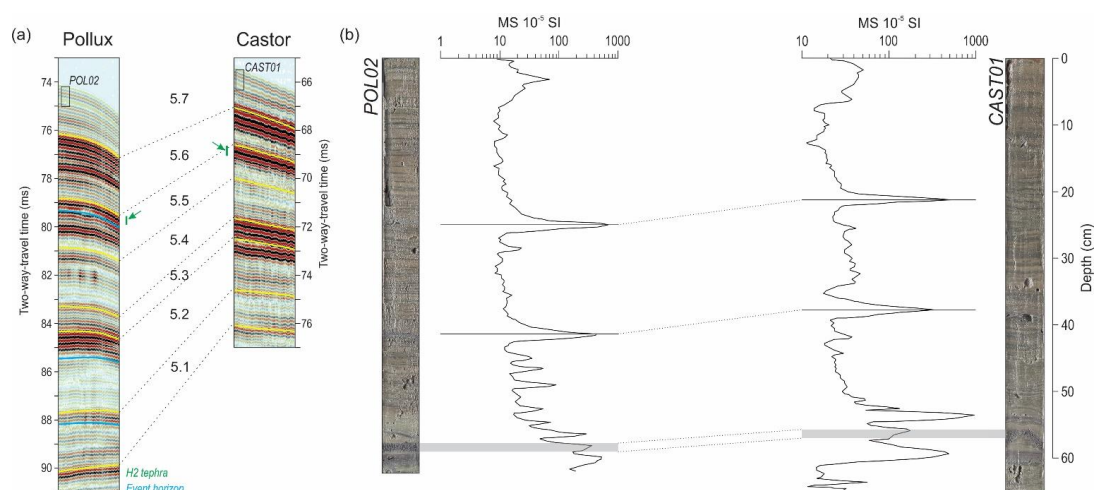 (a)
Pollux
Castor
POL02
CAST01
74
76
78
80
82
84
86
88
90
Two-way-travel time (ms)
5.7
5.6
5.5
5.4
5.3
5.2
5.1
66
68
70
72
74
76
Two-way-travel time (ms)
H2 tephra
Event horizon
(b)
MS 10⁻⁵ SI
1 10 100 1000
POL02
MS 10⁻⁵ SI
10 100 1000
CAST01
0
10
20
30
40
50
60
Depth (cm)